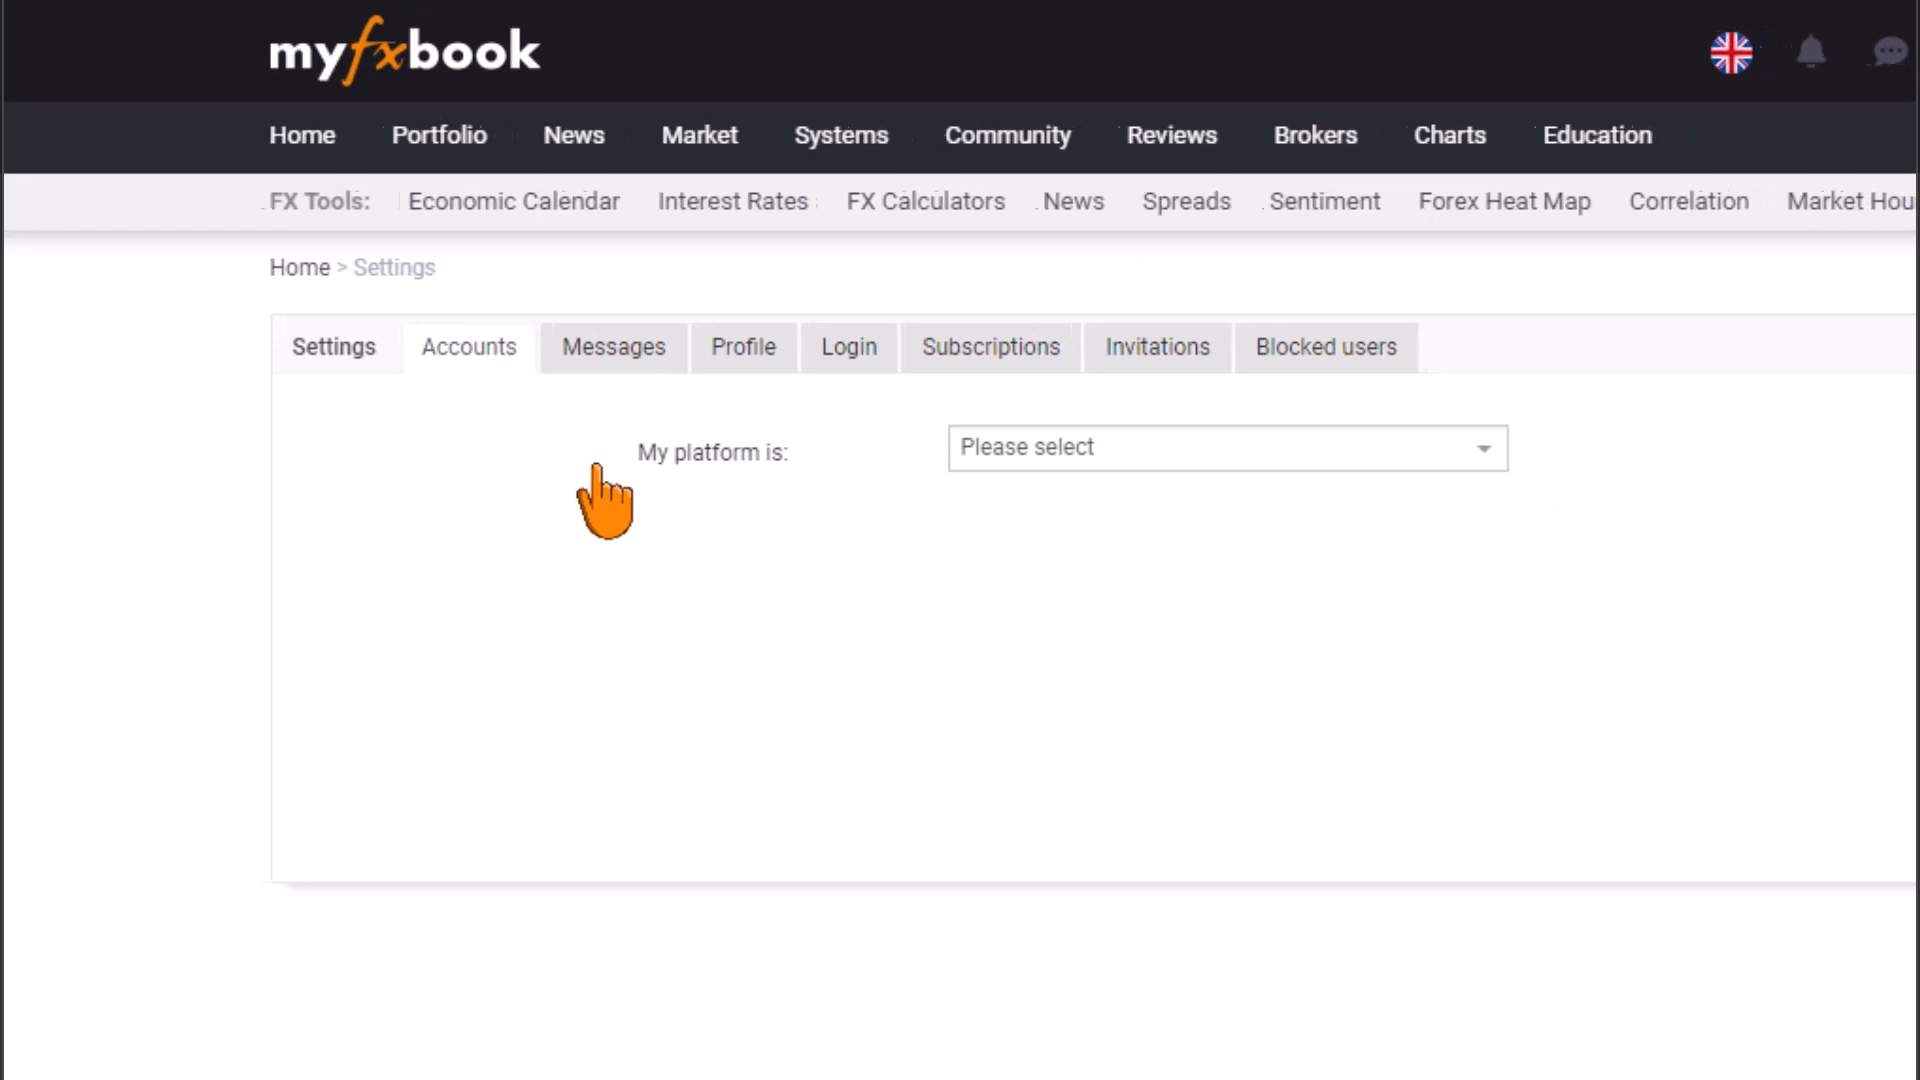 myfxbook
Home Portfolio News Market Systems Community Reviews Brokers Charts Education
FX Tools: Economic Calendar Interest Rates FX Calculators News Spreads Sentiment Forex Heat Map Correlation Market Hou
Home > Settings
Settings Accounts Messages Profile Login Subscriptions Invitations Blocked users
My platform is: Please select